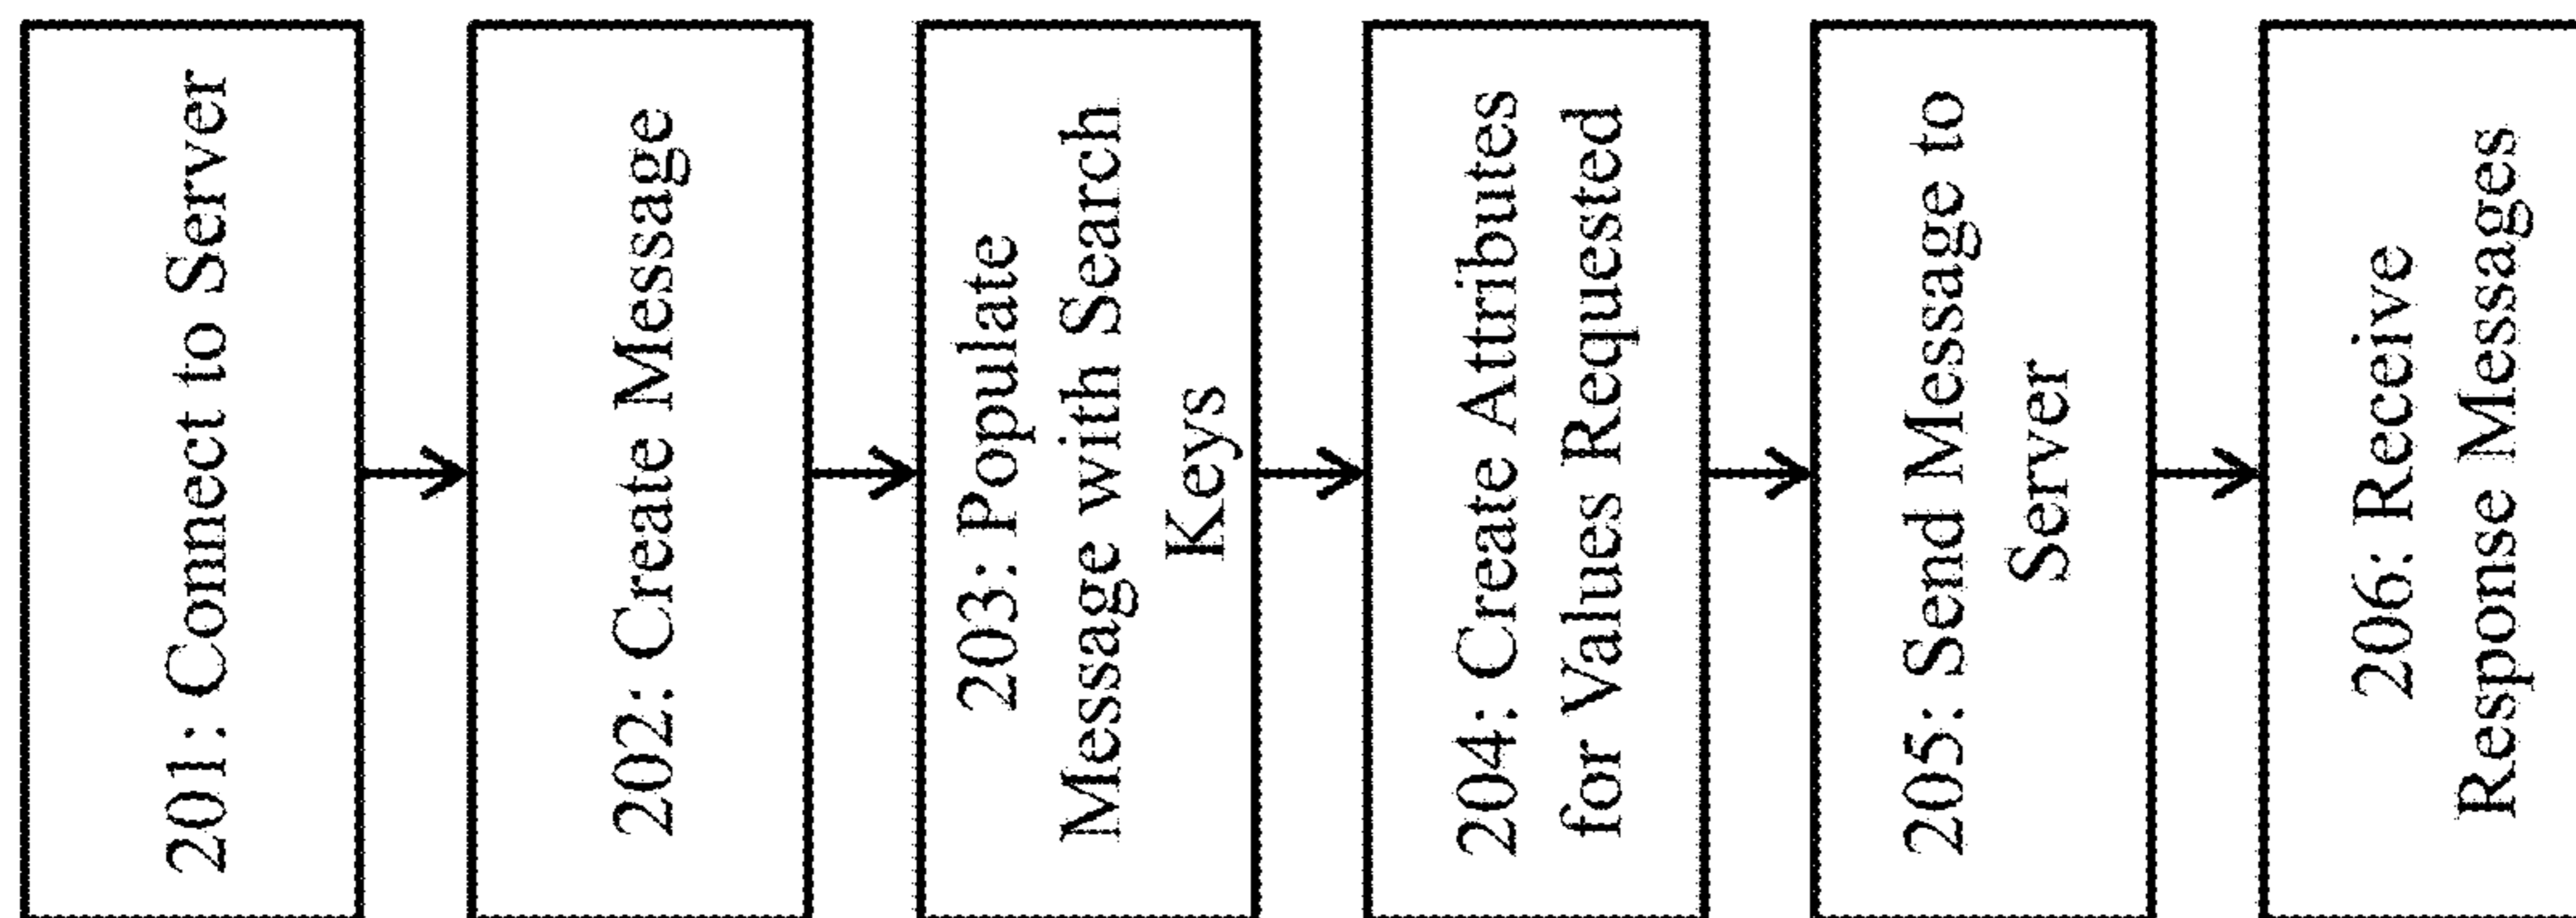 201: Connect to Server
202: Create Message
203: Populate
Message with Search
Keys
204: Create Attributes
for Values Requested
205: Send Message to
Server
206: Receive
Response Messages